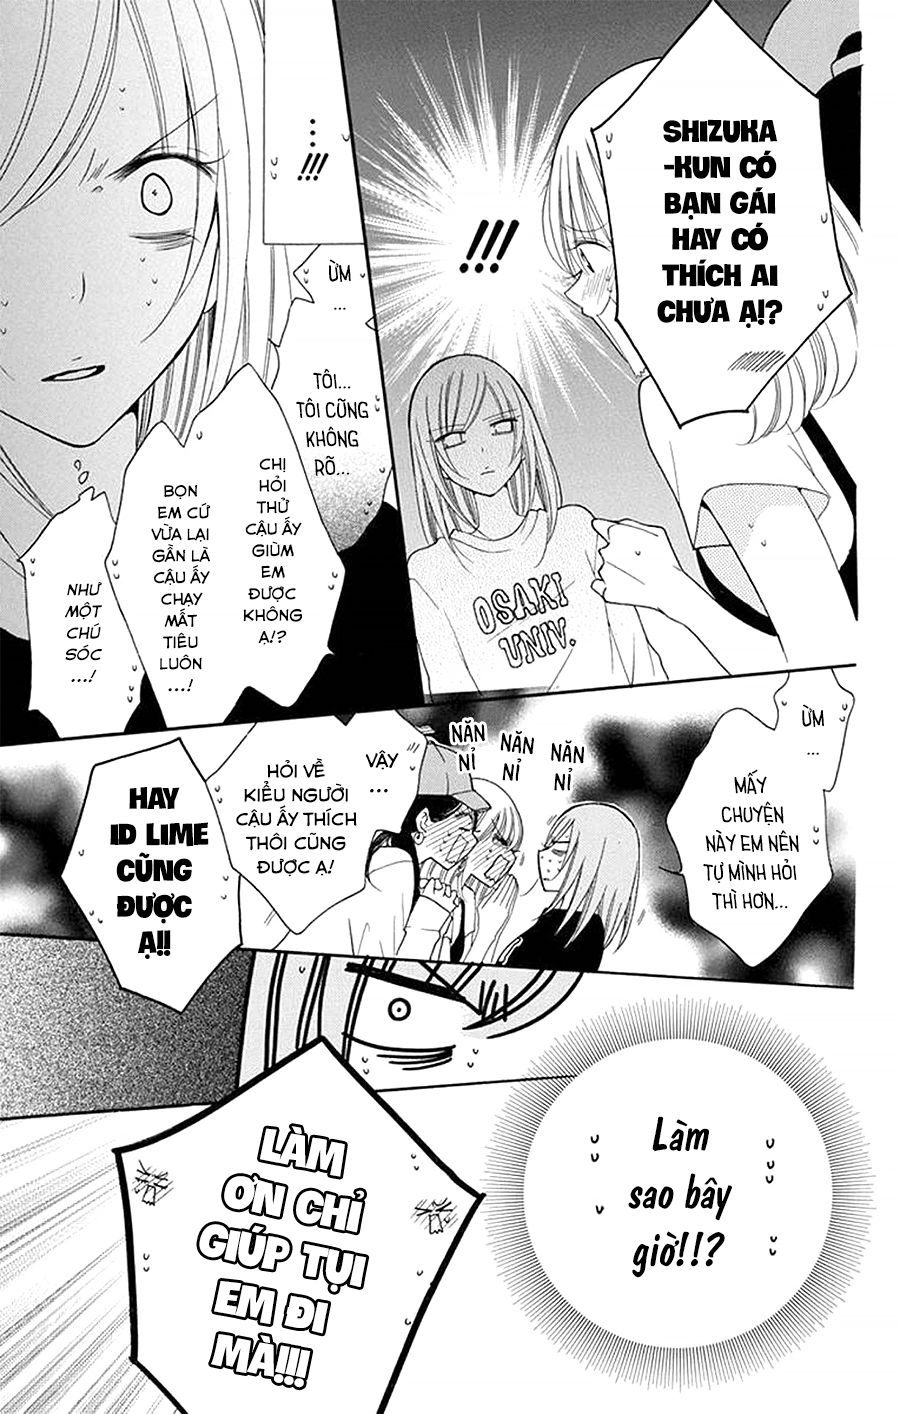 SHIZUKA
-KUN CÓ
BẠN GÁI
HAY CÓ
THÍCH AI
CHƯA Ạ!?
!!!
OSAKI
UNIV.
...
!!!
ỪM
...
TÔI...
TÔI CŨNG
KHÔNG
RÕ...
CHỊ
HỎI
THỬ
CẬU ẤY
GIÙM
EM
ĐƯỢC
KHÔNG
Ạ!?
BỌN
EM CỨ
VỪA LẠI
GẦN LÀ
CẬU ẤY
CHẠY
MẤT
TIÊU
LUÔN
...!
NHƯ
MỘT
CHÚ
SÓC
...!
ỪM
...
MẤY
CHUYỆN
NÀY EM NÊN
TỰ MÌNH HỎI
THÌ HƠN...
NĂN
NỈ
NĂN
NỈ
NĂN
NỈ
VẬY
...
HỎI VỀ
KIỂU NGƯỜI
CẬU ẤY THÍCH
THÔI CŨNG
ĐƯỢC Ạ!
HAY
ID LIME
CŨNG
ĐƯỢC
Ạ!!
Làm
sao bây
giờ!!?
LÀM
ƠN CHỈ
GIÚP TỤI
EM ĐI
MÀ!!!